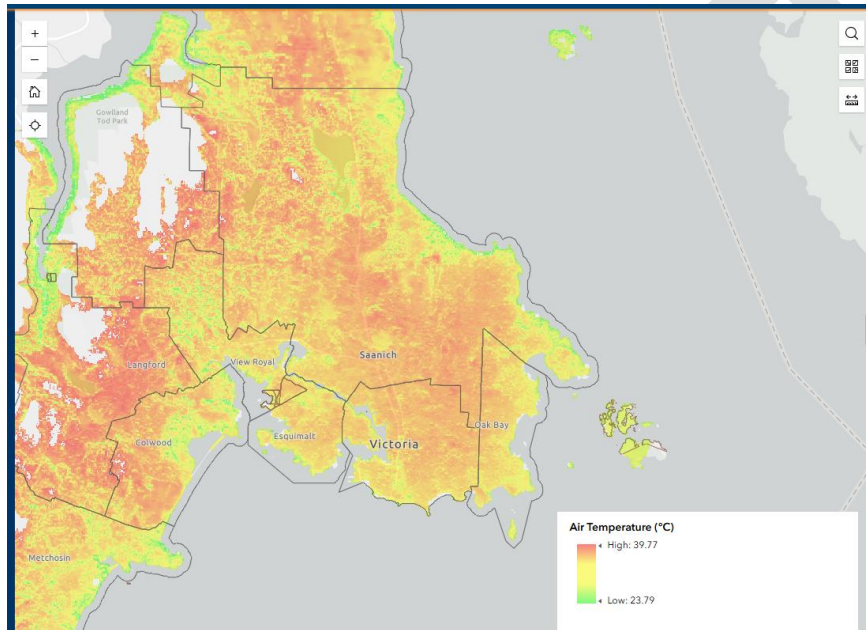 +
−
Gowlland
Tod Park
Langford
View Royal
Saanich
Colwood
Esquimalt
Victoria
Oak Bay
Metchosin
Air Temperature (°C)
High: 39.77
Low: 23.79